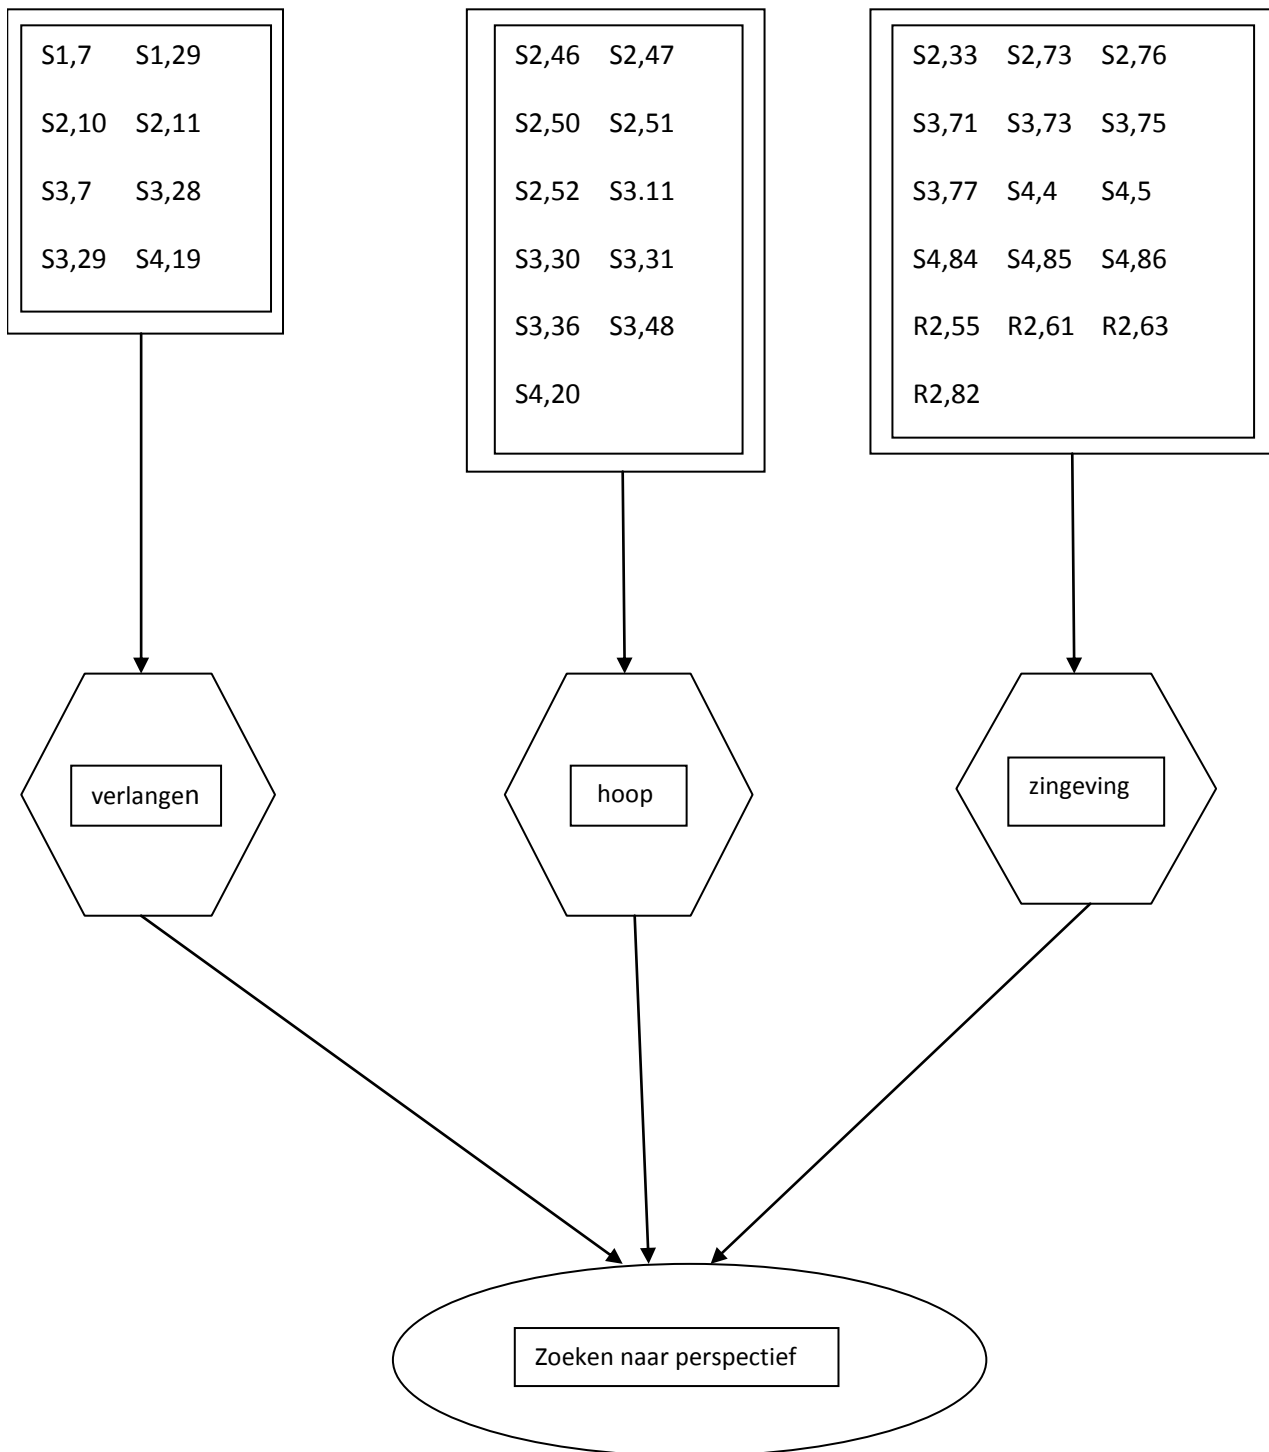 S1,7 S1,29
S2,10 S2,11
S3,7 S3,28
S3,29 S4,19
S2,46 S2,47
S2,50 S2,51
S2,52 S3.11
S3,30 S3,31
S3,36 S3,48
S4,20
S2,33 S2,73 S2,76
S3,71 S3,73 S3,75
S3,77 S4,4 S4,5
S4,84 S4,85 S4,86
R2,55 R2,61 R2,63
R2,82
verlangen
hoop
zingeving
Zoeken naar perspectief